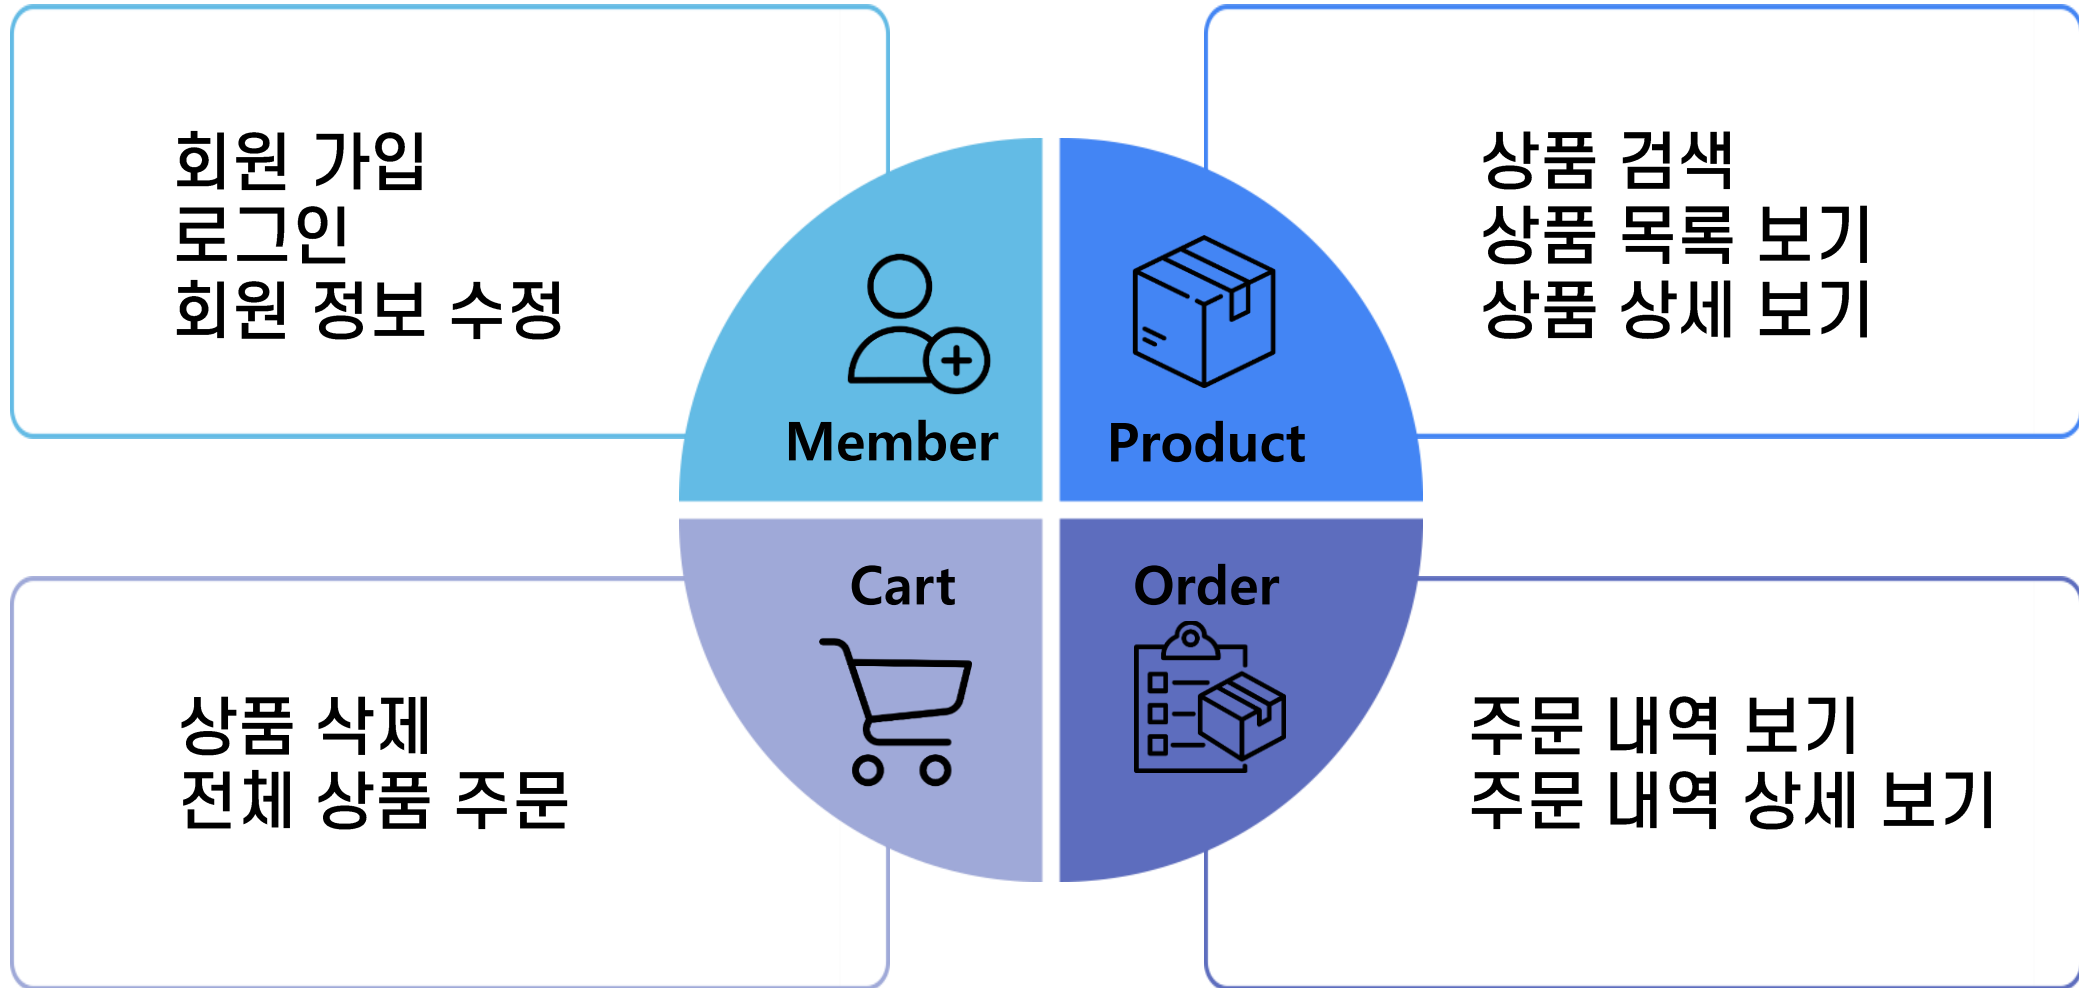 회원 가입
로그인
회원 정보 수정
Member
상품 검색
상품 목록 보기
상품 상세 보기
Product
상품 삭제
전체 상품 주문
Cart
주문 내역 보기
주문 내역 상세 보기
Order